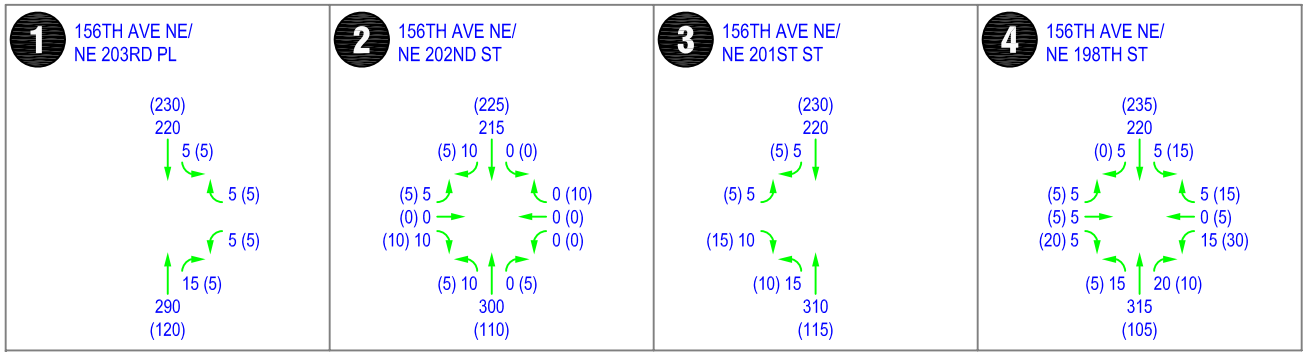 1
156TH AVE NE/
NE 203RD PL
(230)
220
5 (5)
5 (5)
5 (5)
15 (5)
290
(120)
2
156TH AVE NE/
NE 202ND ST
(225)
215
(5) 10 0 (0)
(5) 5 0 (10)
(0) 0 0 (0)
(10) 10 0 (0)
(5) 10 0 (5)
300
(110)
3
156TH AVE NE/
NE 201ST ST
(230)
220
(5) 5
(5) 5
(15) 10
(10) 15
310
(115)
4
156TH AVE NE/
NE 198TH ST
(235)
220
(0) 5 5 (15)
(5) 5 5 (15)
(5) 5 0 (5)
(20) 5 15 (30)
(5) 15 20 (10)
315
(105)